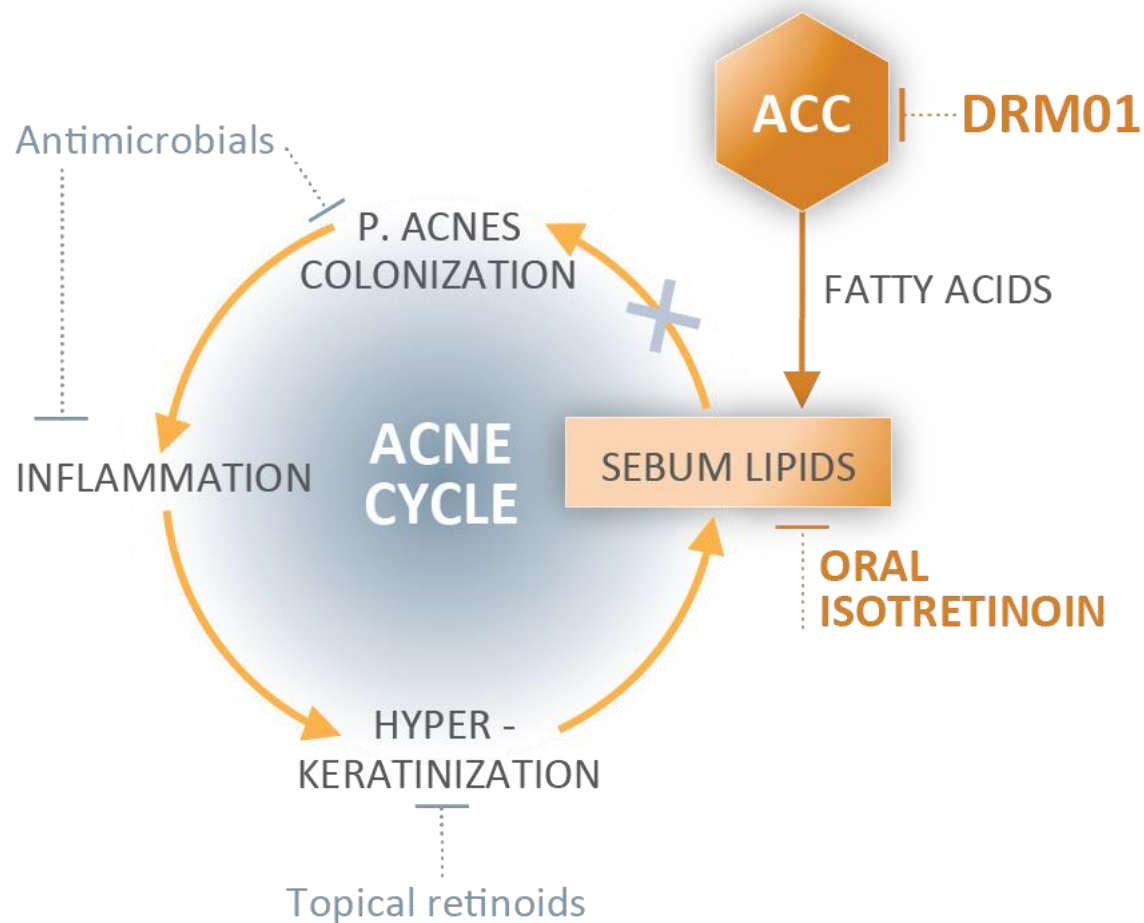 ACC
DRM01
Antimicrobials
P. ACNES
COLONIZATION
FATTY ACIDS
ACNE
CYCLE
SEBUM LIPIDS
INFLAMMATION
ORAL
ISOTRETINOIN
HYPER -
KERATINIZATION
Topical retinoids